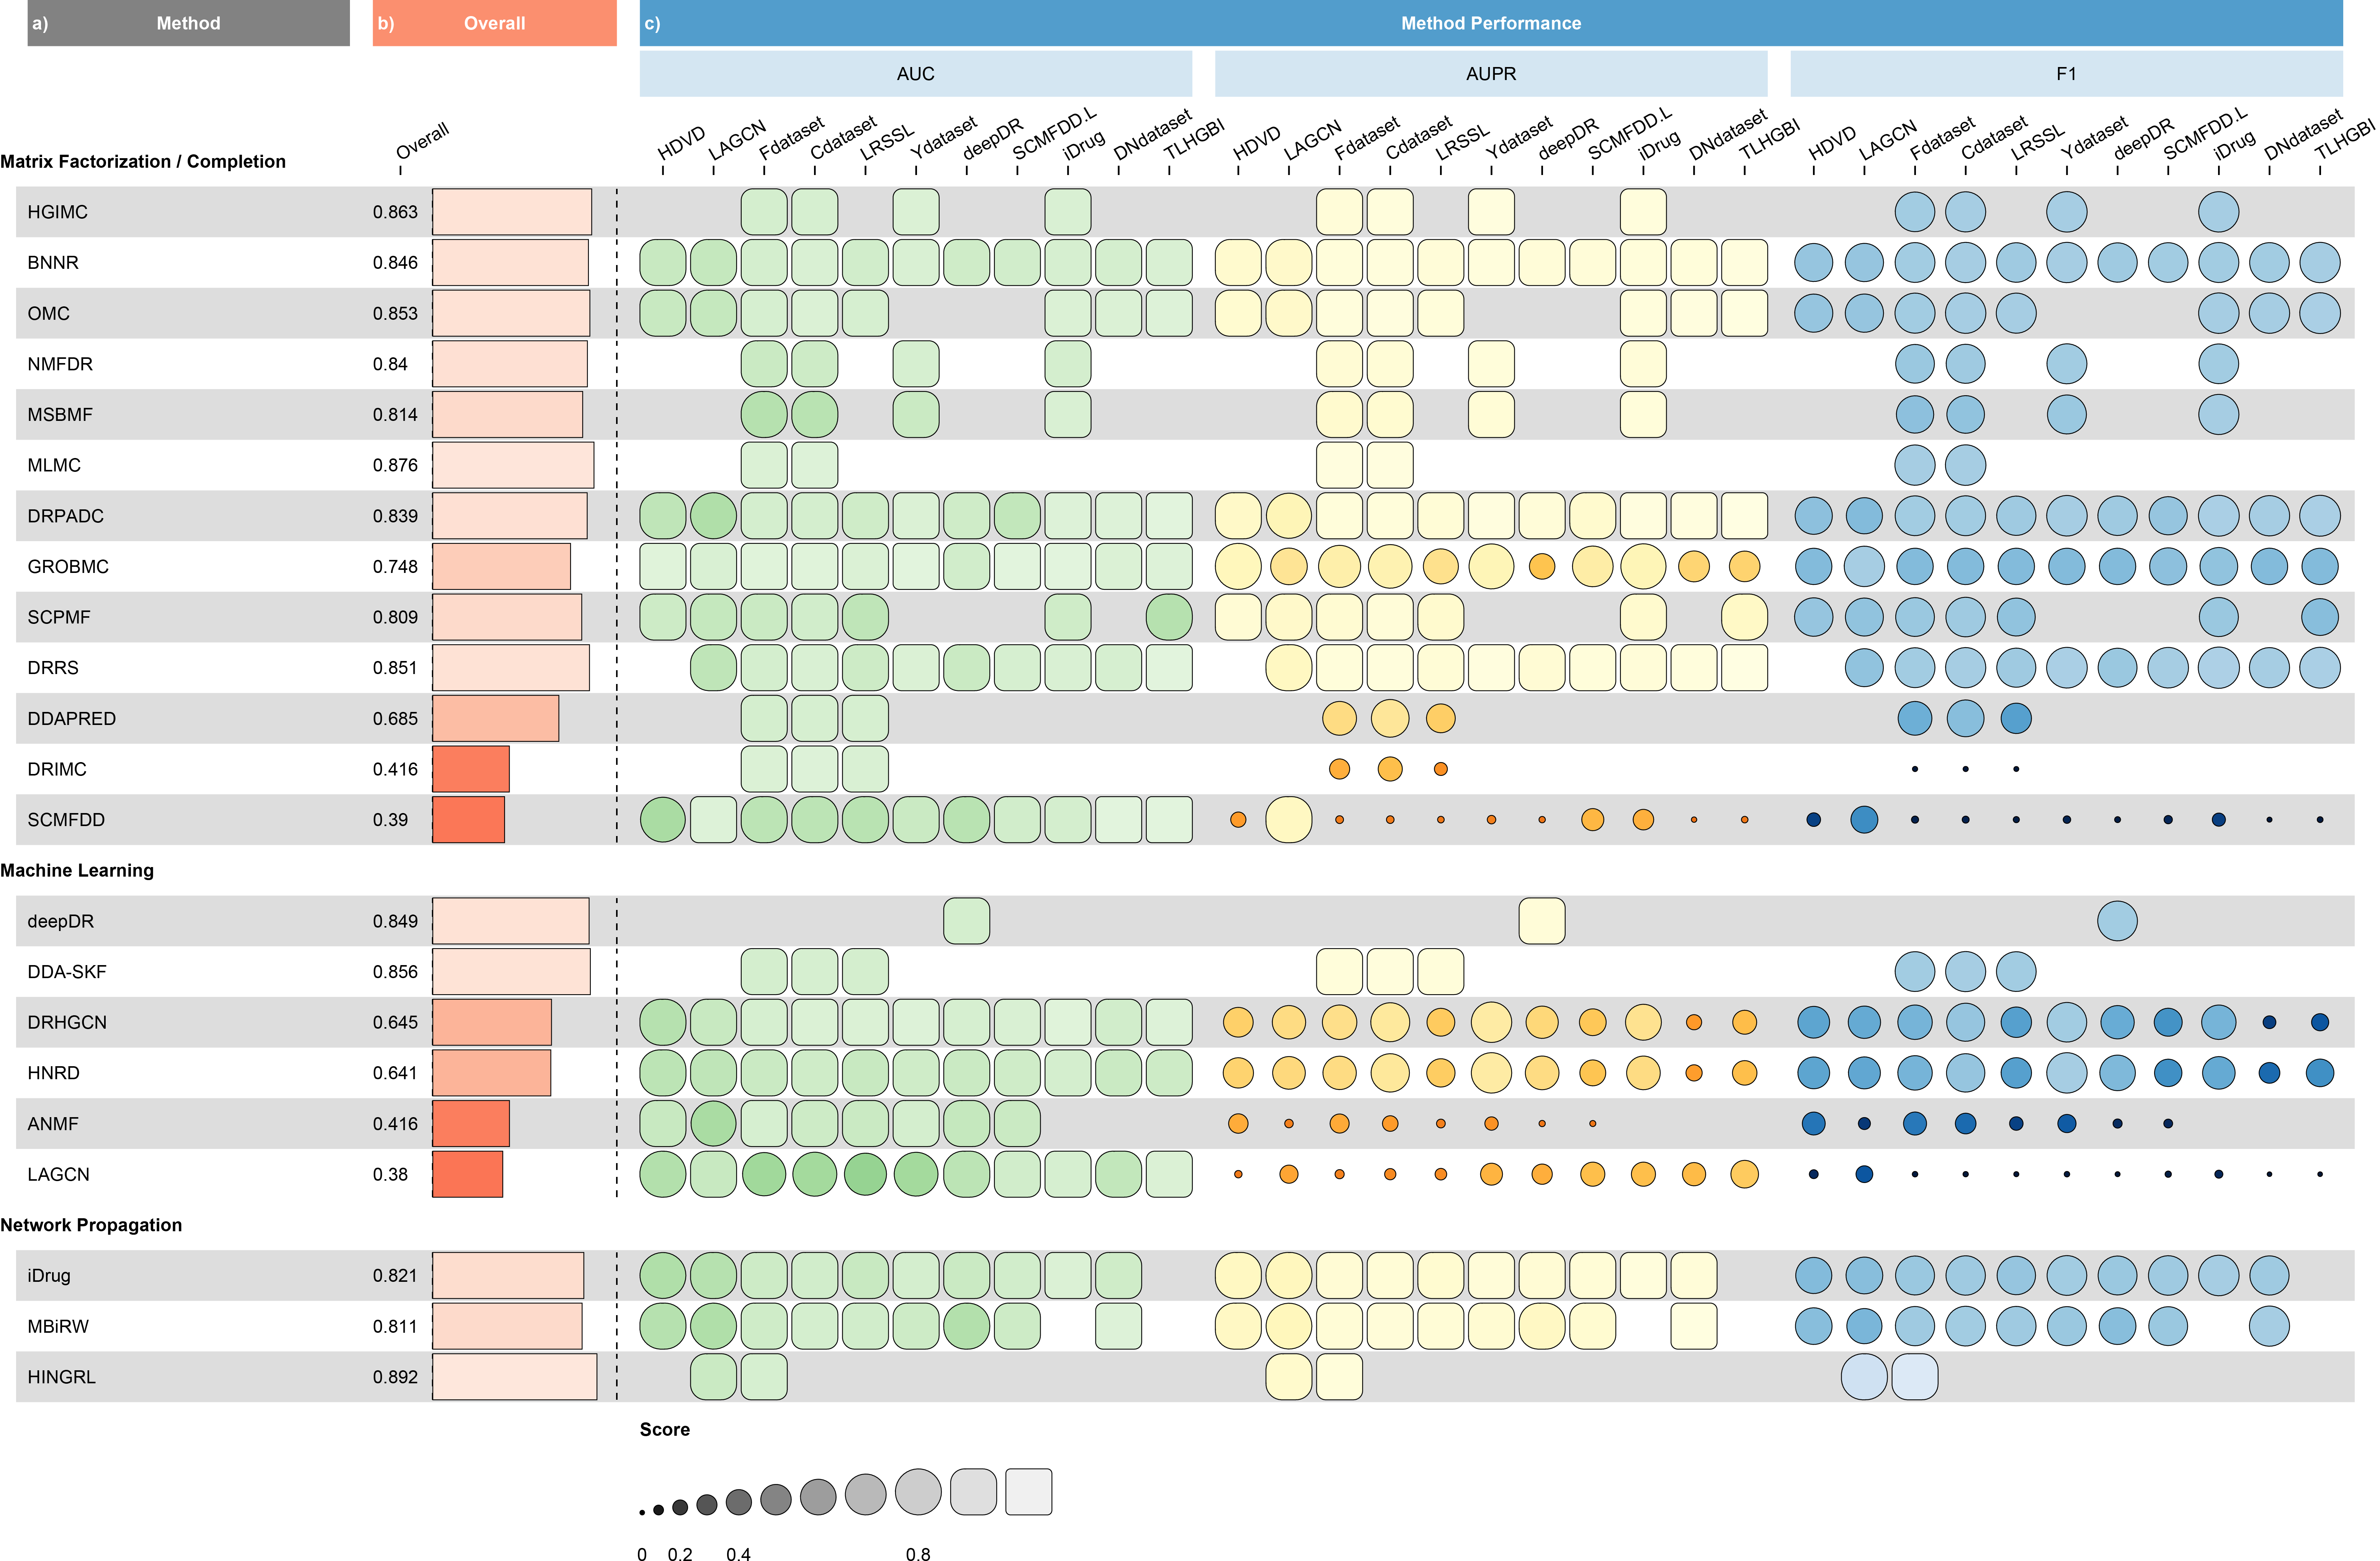 a) Method b) Overall c) Method Performance
AUC AUPR F1
Overall HDVD LAGCN Fdataset Cdataset LRSSL Ydataset deepDR SCMFDD.L iDrug DNdataset TLHGBI HDVD LAGCN Fdataset Cdataset LRSSL Ydataset deepDR SCMFDD.L iDrug DNdataset TLHGBI HDVD LAGCN Fdataset Cdataset LRSSL Ydataset deepDR SCMFDD.L iDrug DNdataset TLHGBI
Matrix Factorization / Completion
HGIMC 0.863
BNNR 0.846
OMC 0.853
NMFDR 0.84
MSBMF 0.814
MLMC 0.876
DRPADC 0.839
GROBMC 0.748
SCPMF 0.809
DRRS 0.851
DDAPRED 0.685
DRIMC 0.416
SCMFDD 0.39
Machine Learning
deepDR 0.849
DDA-SKF 0.856
DRHGCN 0.645
HNRD 0.641
ANMF 0.416
LAGCN 0.38
Network Propagation
iDrug 0.821
MBiRW 0.811
HINGRL 0.892
Score
0 0.2 0.4 0.8